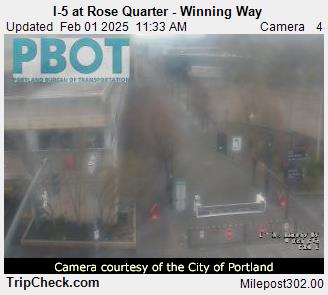 I-5 at Rose Quarter - Winning Way
Updated Feb 01 2025 11:33 AM Camera 4
PBOT
PORTLAND BUREAU OF TRANSPORTATION
Camera courtesy of the City of Portland
TripCheck.com Milepost302.00